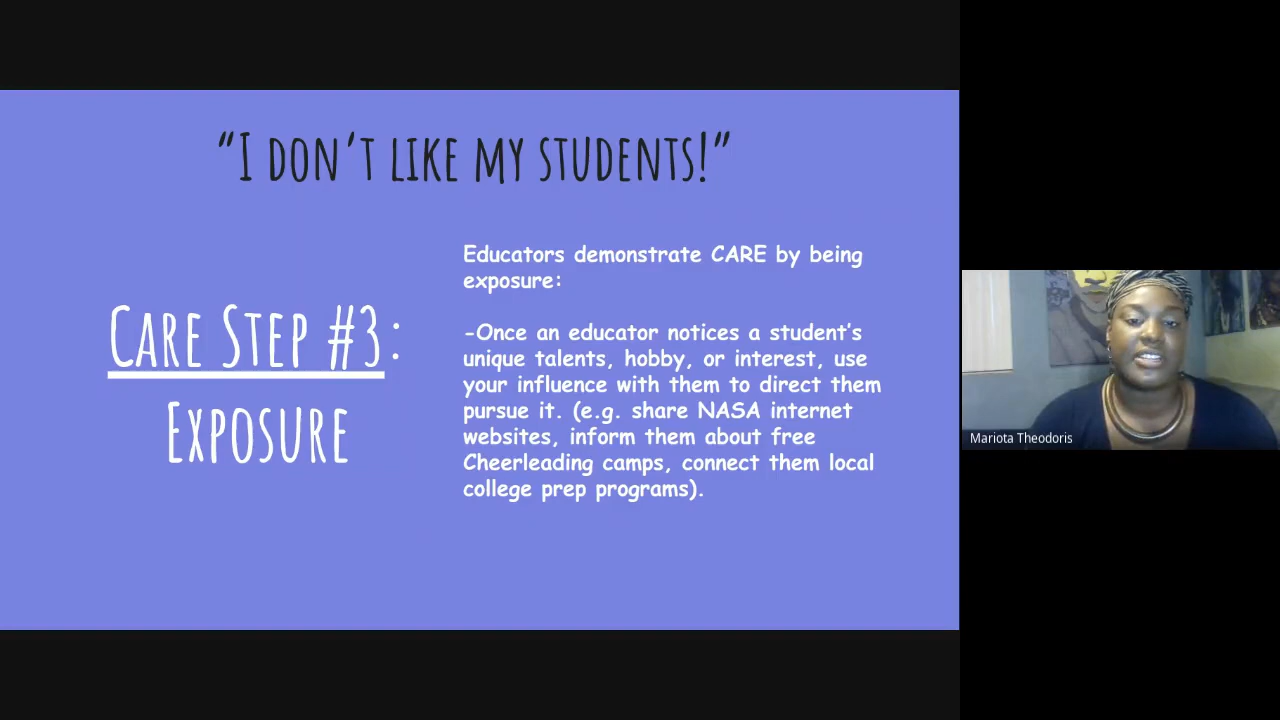 “I DON’T LIKE MY STUDENTS!”
CARE STEP #3:
EXPOSURE
Educators demonstrate CARE by being
exposure:
-Once an educator notices a student’s
unique talents, hobby, or interest, use
your influence with them to direct them
pursue it. (e.g. share NASA internet
websites, inform them about free
Cheerleading camps, connect them local
college prep programs).
Mariota Theodoris